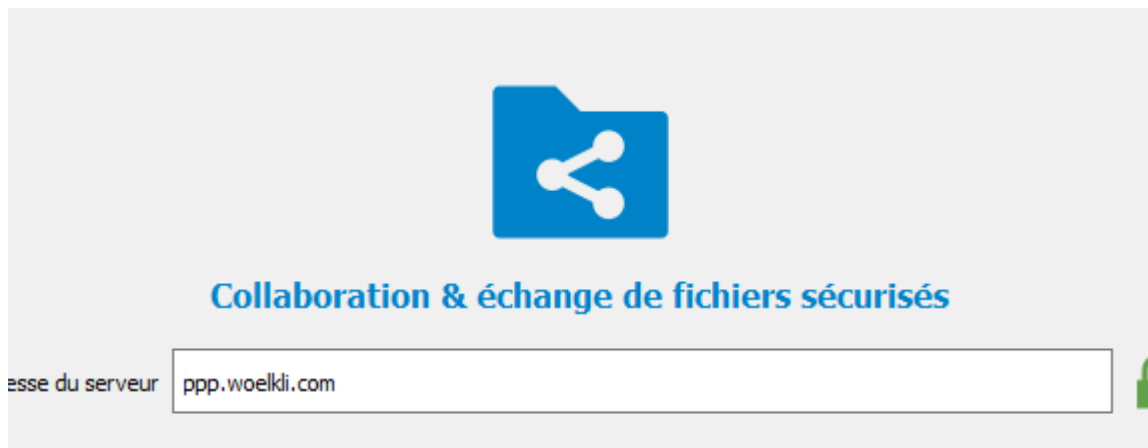 Collaboration & échange de fichiers sécurisés
esse du serveur ppp.woelkli.com